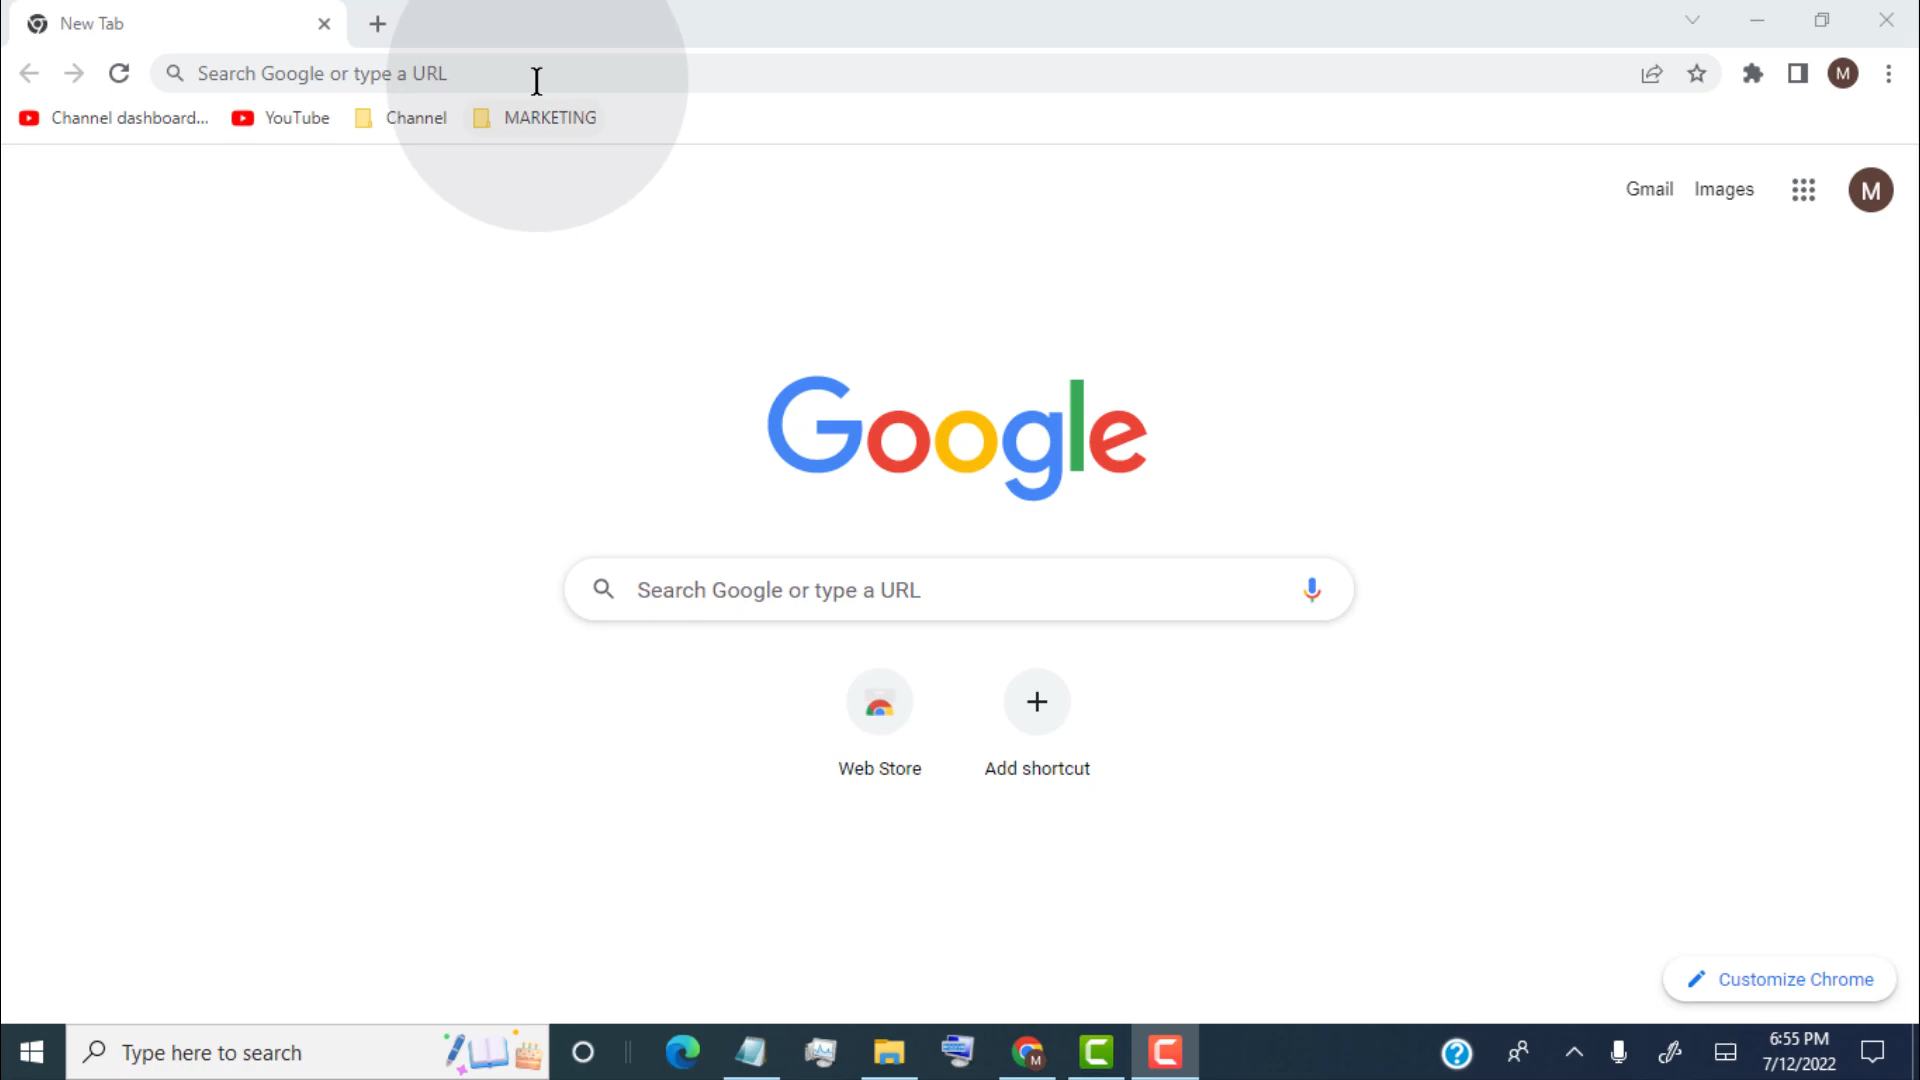 New Tab
Search Google or type a URL
M
Channel dashboard...
YouTube
Channel
MARKETING
Gmail
Images
M
Google
Search Google or type a URL
Web Store
Add shortcut
Customize Chrome
Type here to search
M
6:55 PM
7/12/2022